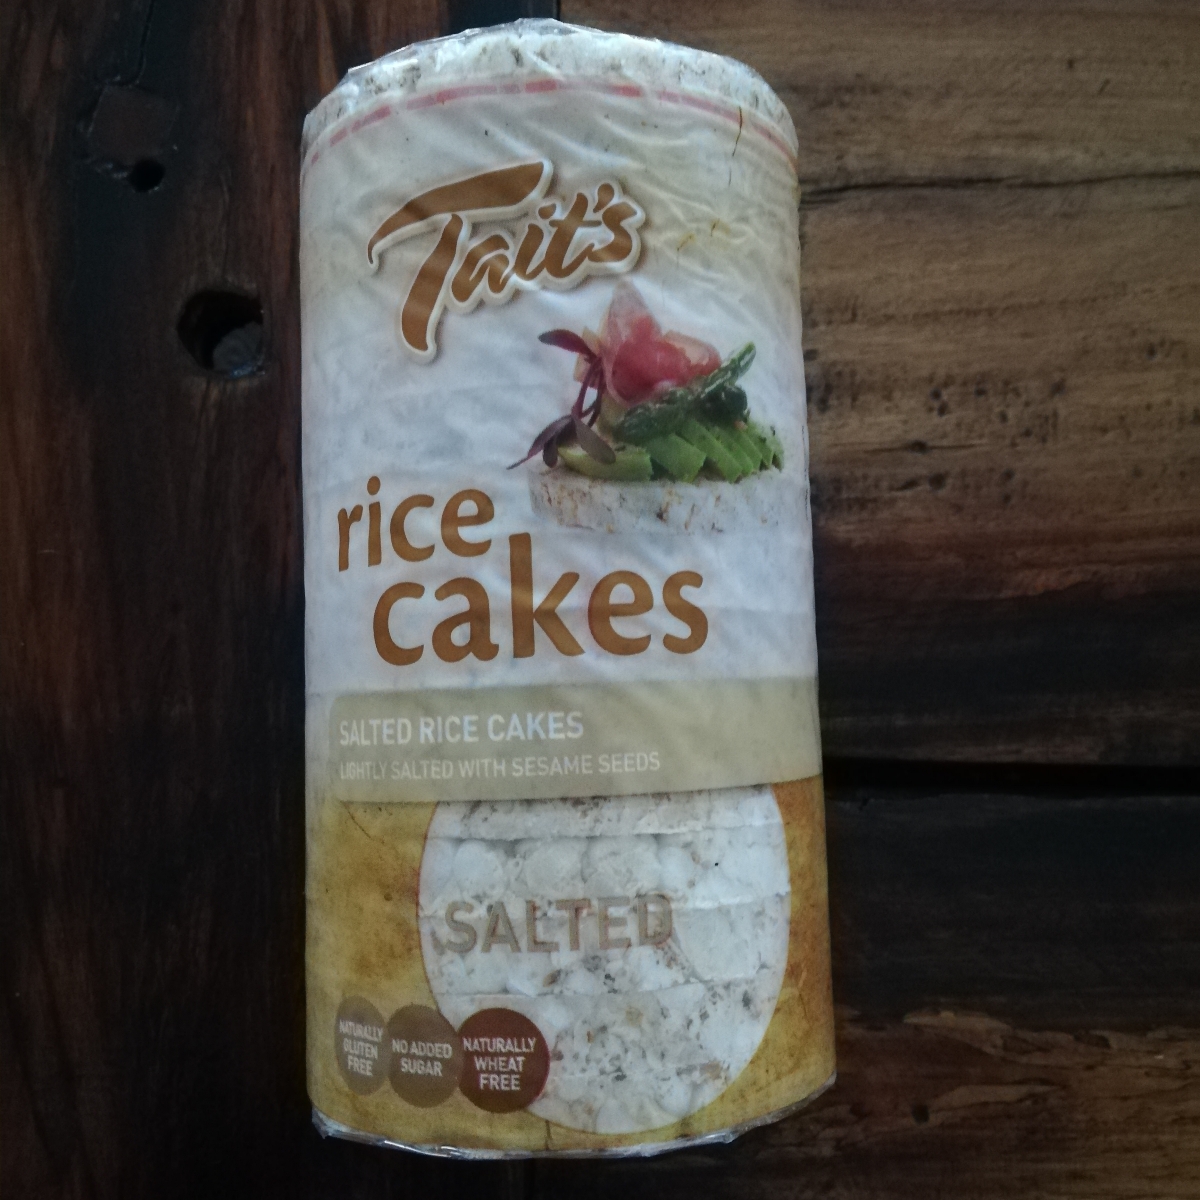 Tait's
rice
cakes
SALTED RICE CAKES
LIGHTLY SALTED WITH SESAME SEEDS
SALTED
NATURALLY
GLUTEN
FREE
NO ADDED
SUGAR
NATURALLY
WHEAT
FREE